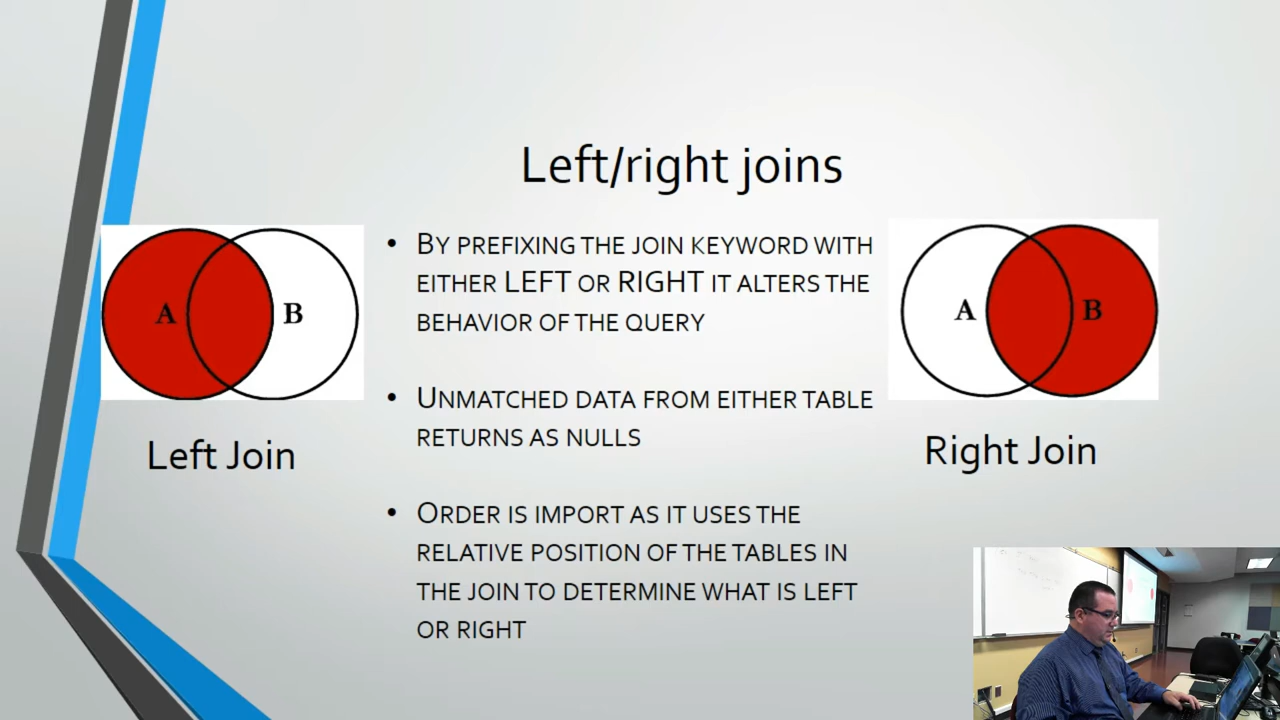 Left/right joins
A B
Left Join
• BY PREFIXING THE JOIN KEYWORD WITH
EITHER LEFT OR RIGHT IT ALTERS THE
BEHAVIOR OF THE QUERY
• UNMATCHED DATA FROM EITHER TABLE
RETURNS AS NULLS
• ORDER IS IMPORT AS IT USES THE
RELATIVE POSITION OF THE TABLES IN
THE JOIN TO DETERMINE WHAT IS LEFT
OR RIGHT
A B
Right Join